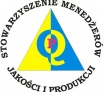 STOWARZYSZENIE MENEDŻERÓW
Q
JAKOŚCI I PRODUKCJI